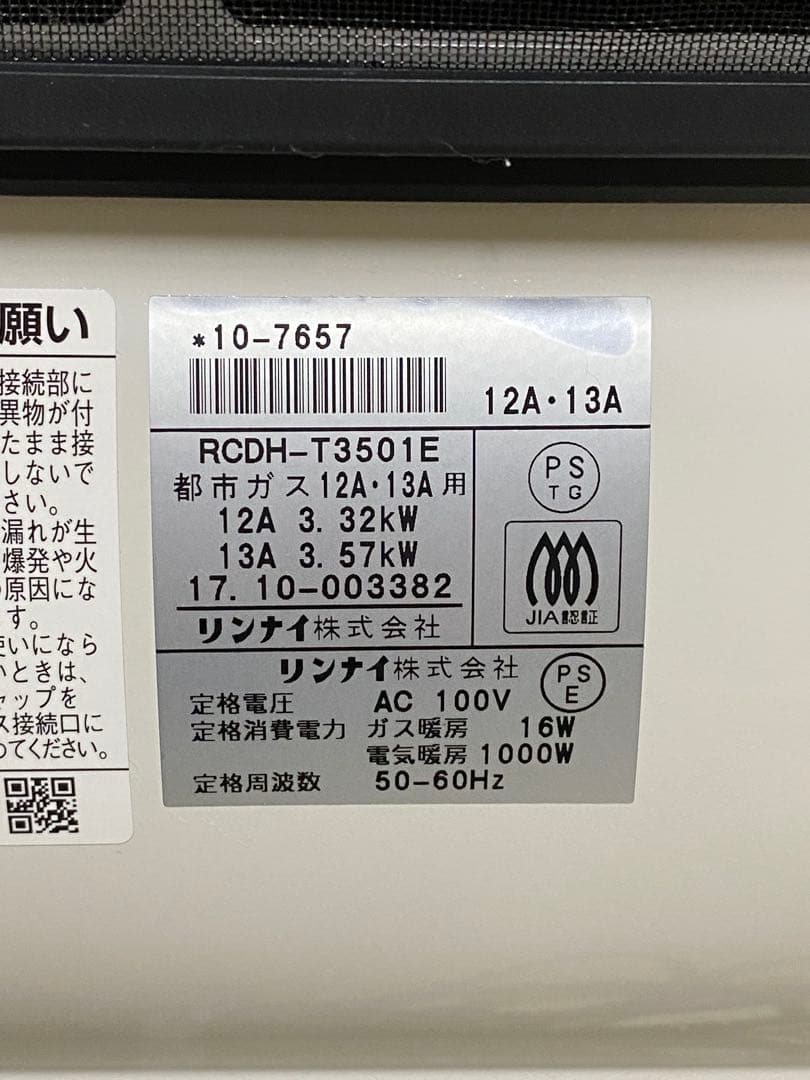 願い
接続部に
異物が付
たまま接
しないで
さい。
漏れが生
爆発や火
原因にな
す。
使いになら
いときは、
ャップを
ス接続口に
めてください。
*10-7657
12A・13A
RCDH-T3501E
都市ガス12A・13A用
12A 3.32kW
13A 3.57kW
17.10-003382
リンナイ株式会社
PS
TG
JIA認証
リンナイ株式会社
PS
E
定格電圧 AC 100V
定格消費電力 ガス暖房 16W
電気暖房 1000W
定格周波数 50-60Hz